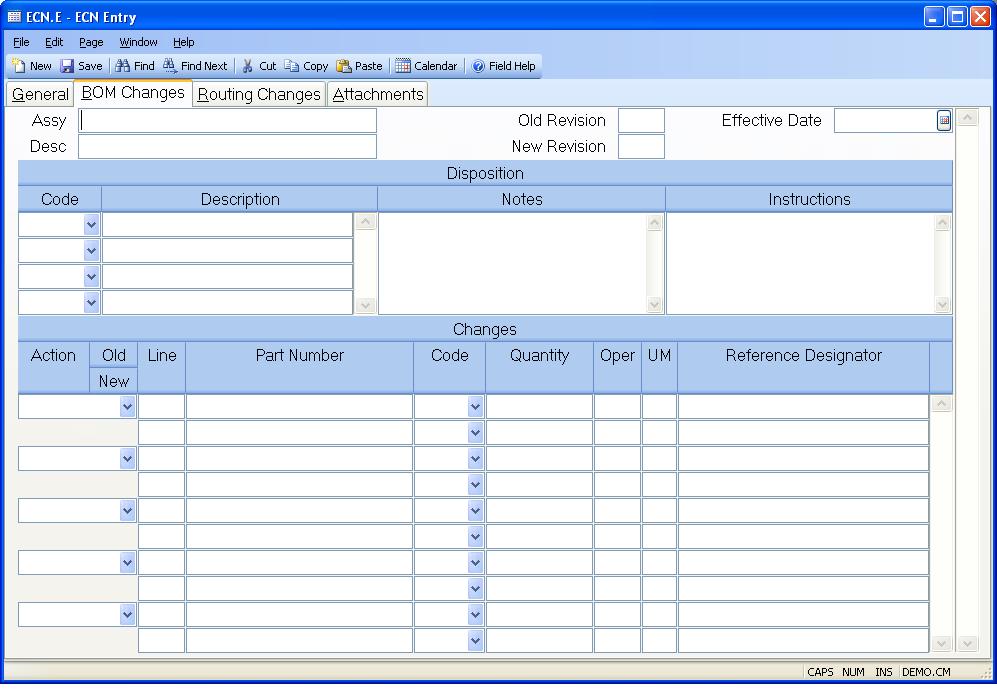 ECN.E - ECN Entry
File Edit Page Window Help
New Save Find Find Next Cut Copy Paste Calendar Field Help
General BOM Changes Routing Changes Attachments
Assy Old Revision Effective Date
Desc New Revision
Disposition
Code Description Notes Instructions
Changes
Action Old Line Part Number Code Quantity Oper UM Reference Designator
New
CAPS NUM INS DEMO.CM